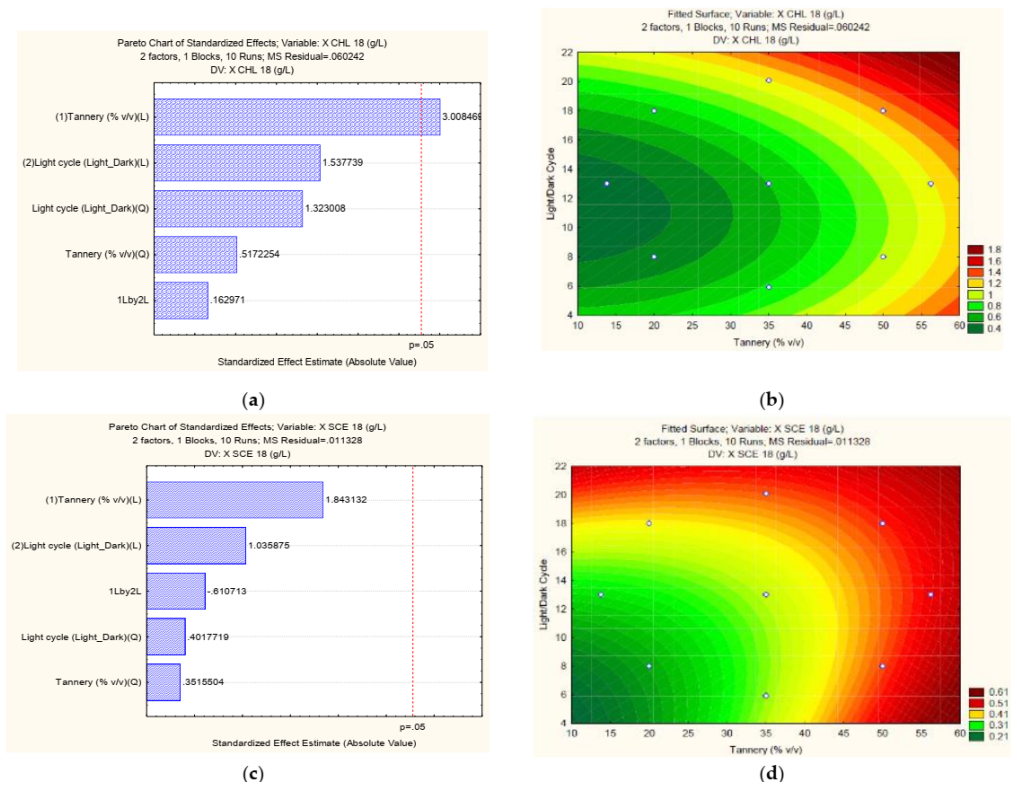 Pareto Chart of Standardized Effects; Variable: X CHL 18 (g/L)
2 factors, 1 Blocks, 10 Runs; MS Residual=.060242
DV: X CHL 18 (g/L)
(1)Tannery (% v/v)(L)
3.008469
(2)Light cycle (Light_Dark)(L)
1.537739
Light cycle (Light_Dark)(Q)
1.323008
Tannery (% v/v)(Q)
.5172254
1Lby2L
.162971
p=.05
Standardized Effect Estimate (Absolute Value)
(a)
Fitted Surface; Variable: X CHL 18 (g/L)
2 factors, 1 Blocks, 10 Runs; MS Residual=.060242
DV: X CHL 18 (g/L)
22
20
18
16
14
12
10
8
6
4
Light/Dark Cycle
10 15 20 25 30 35 40 45 50 55 60
Tannery (% v/v)
1.8
1.6
1.4
1.2
1
0.8
0.6
0.4
(b)
Pareto Chart of Standardized Effects; Variable: X SCE 18 (g/L)
2 factors, 1 Blocks, 10 Runs; MS Residual=.011328
DV: X SCE 18 (g/L)
(1)Tannery (% v/v)(L)
1.843132
(2)Light cycle (Light_Dark)(L)
1.035875
1Lby2L
-.610713
Light cycle (Light_Dark)(Q)
.4017719
Tannery (% v/v)(Q)
.3515504
p=.05
Standardized Effect Estimate (Absolute Value)
(c)
Fitted Surface; Variable: X SCE 18 (g/L)
2 factors, 1 Blocks, 10 Runs; MS Residual=.011328
DV: X SCE 18 (g/L)
22
20
18
16
14
12
10
8
6
4
Light/Dark Cycle
10 15 20 25 30 35 40 45 50 55 60
Tannery (% v/v)
0.61
0.51
0.41
0.31
0.21
(d)